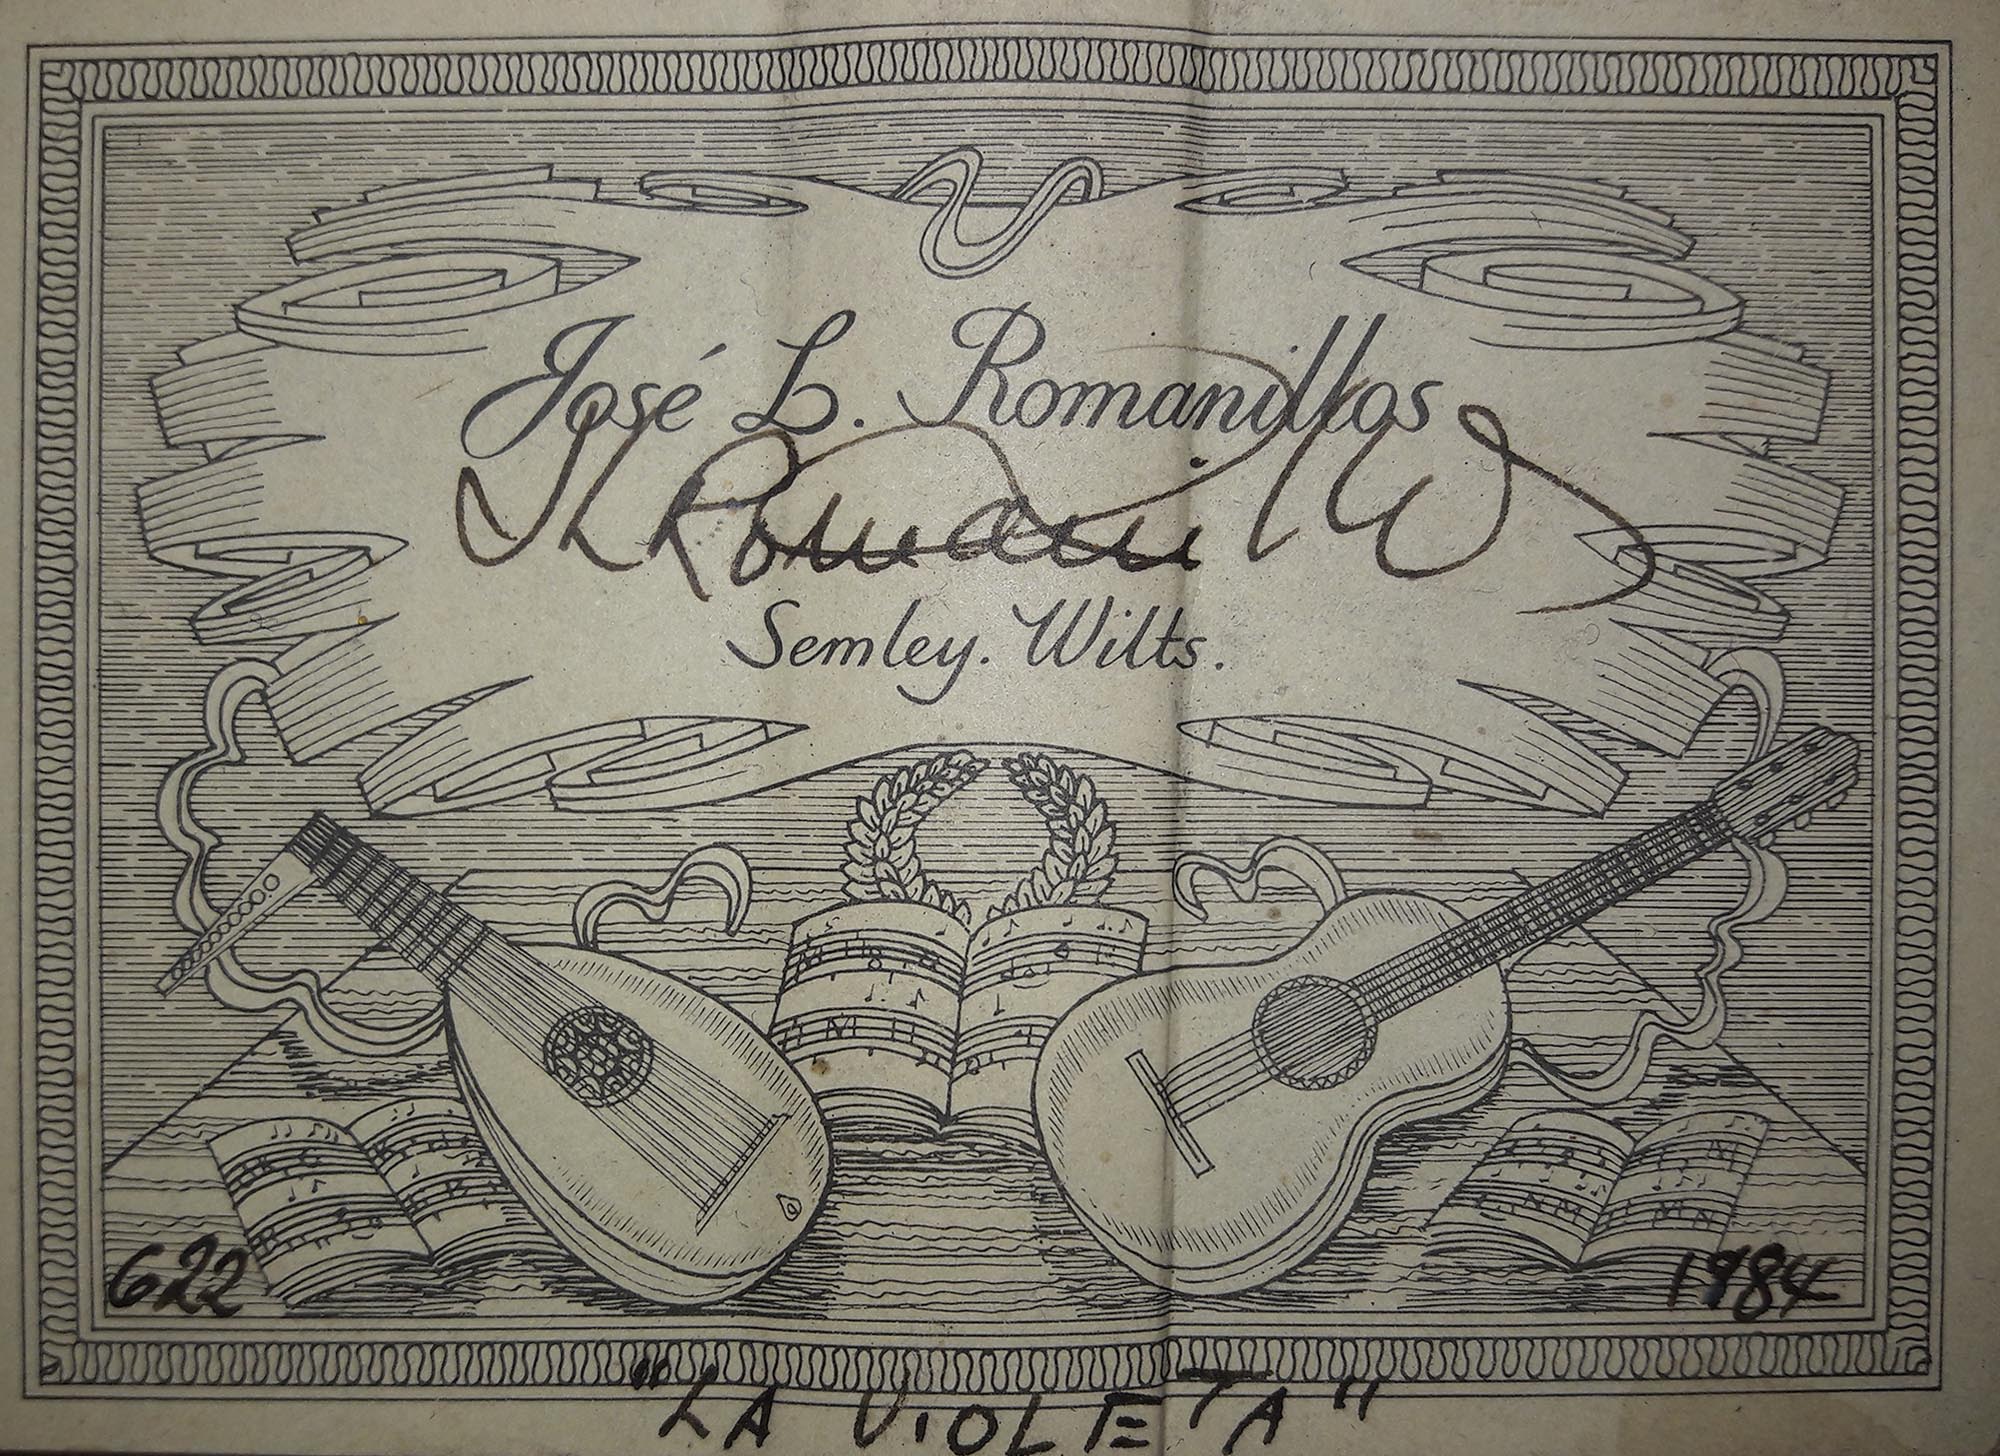 José L. Romanillos
JLRomanillos
Semley. Wilts.
622
1984
"LA VIOLETA"